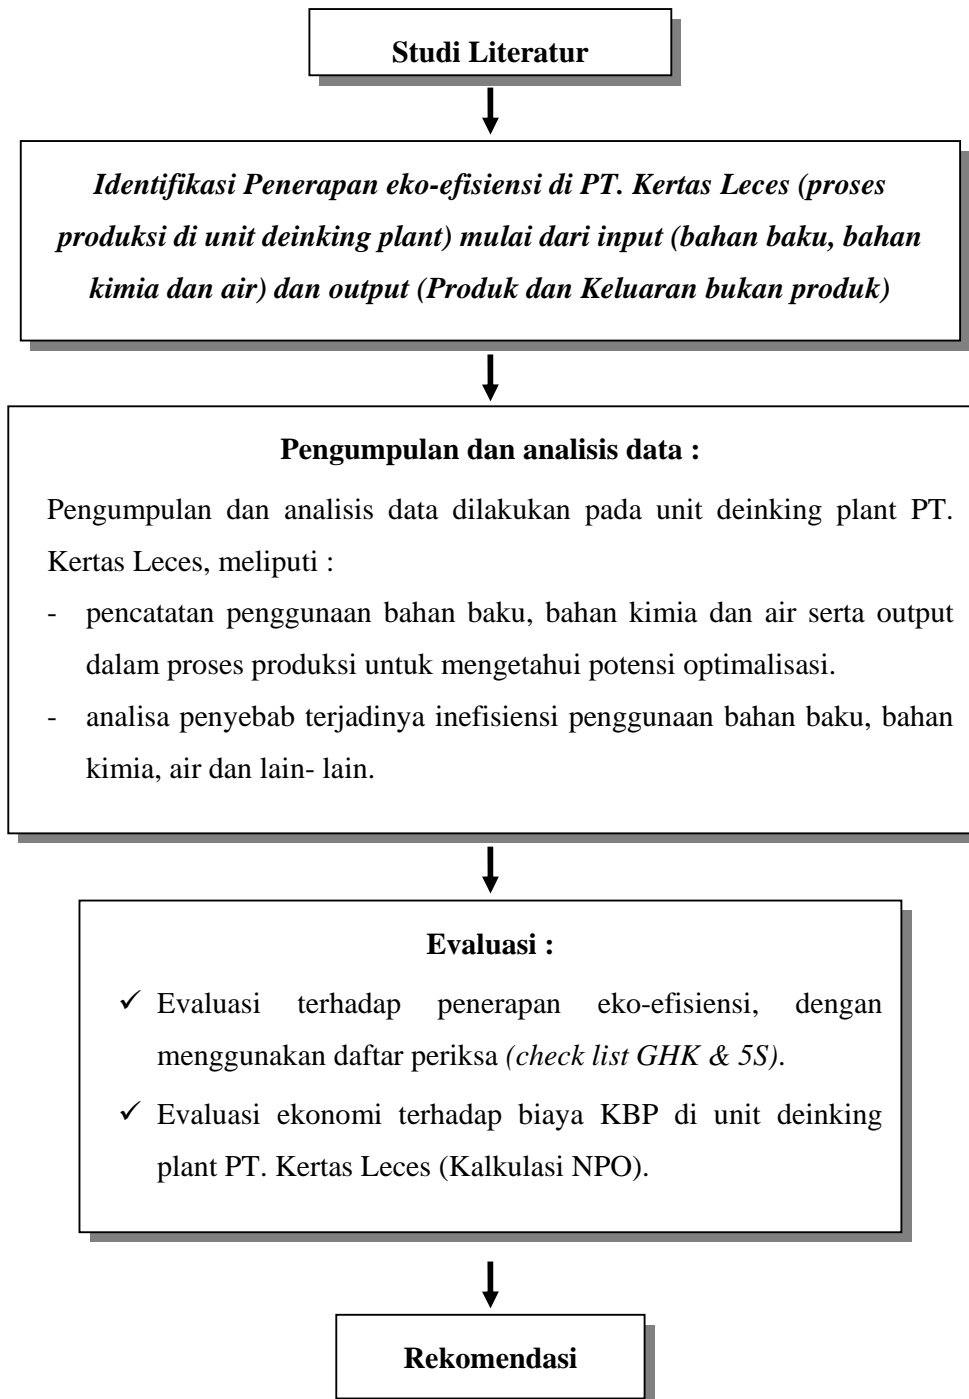 Studi Literatur
Identifikasi Penerapan eko-efisiensi di PT. Kertas Leces (proses
produksi di unit deinking plant) mulai dari input (bahan baku, bahan
kimia dan air) dan output (Produk dan Keluaran bukan produk)
Pengumpulan dan analisis data :
Pengumpulan dan analisis data dilakukan pada unit deinking plant PT.
Kertas Leces, meliputi :
- pencatatan penggunaan bahan baku, bahan kimia dan air serta output
dalam proses produksi untuk mengetahui potensi optimalisasi.
- analisa penyebab terjadinya inefisiensi penggunaan bahan baku, bahan
kimia, air dan lain- lain.
Evaluasi :
✓ Evaluasi terhadap penerapan eko-efisiensi, dengan
menggunakan daftar periksa (check list GHK & 5S).
✓ Evaluasi ekonomi terhadap biaya KBP di unit deinking
plant PT. Kertas Leces (Kalkulasi NPO).
Rekomendasi